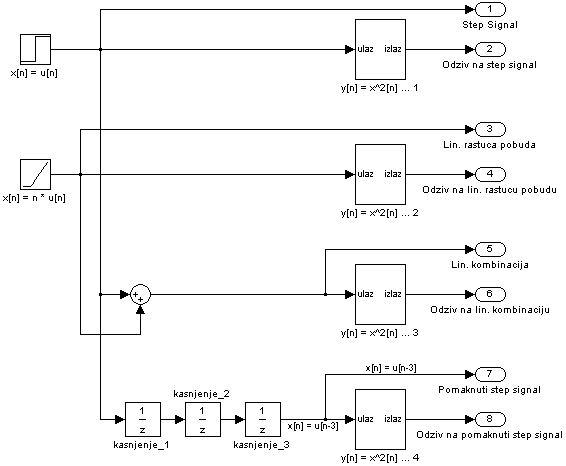 1
Step Signal
x[n] = u[n]
ulaz izlaz
y[n] = x^2[n] ... 1
2
Odziv na step signal
3
Lin. rastuca pobuda
x[n] = n * u[n]
ulaz izlaz
y[n] = x^2[n] ... 2
4
Odziv na lin. rastucu pobudu
5
Lin. kombinacija
+
+
ulaz izlaz
y[n] = x^2[n] ... 3
6
Odziv na lin. kombinaciju
x[n] = u[n-3]
7
Pomaknuti step signal
1
z
kasnjenje_1
kasnjenje_2
1
z
1
z
kasnjenje_3
x[n] = u[n-3]
ulaz izlaz
y[n] = x^2[n] ... 4
8
Odziv na pomaknuti step signal